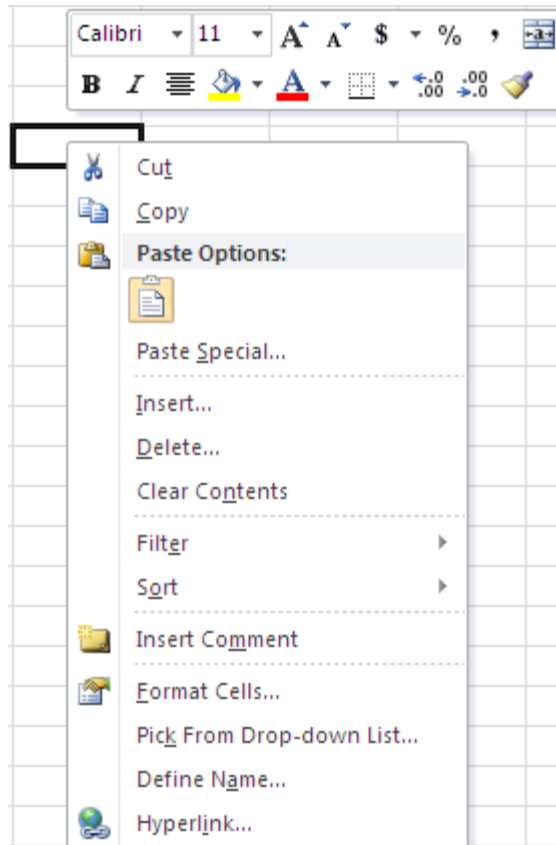 Calibri 11 A A $ % ,
B I A .00 .00
Cut
Copy
Paste Options:
Paste Special...
Insert...
Delete...
Clear Contents
Filter
Sort
Insert Comment
Format Cells...
Pick From Drop-down List...
Define Name...
Hyperlink...